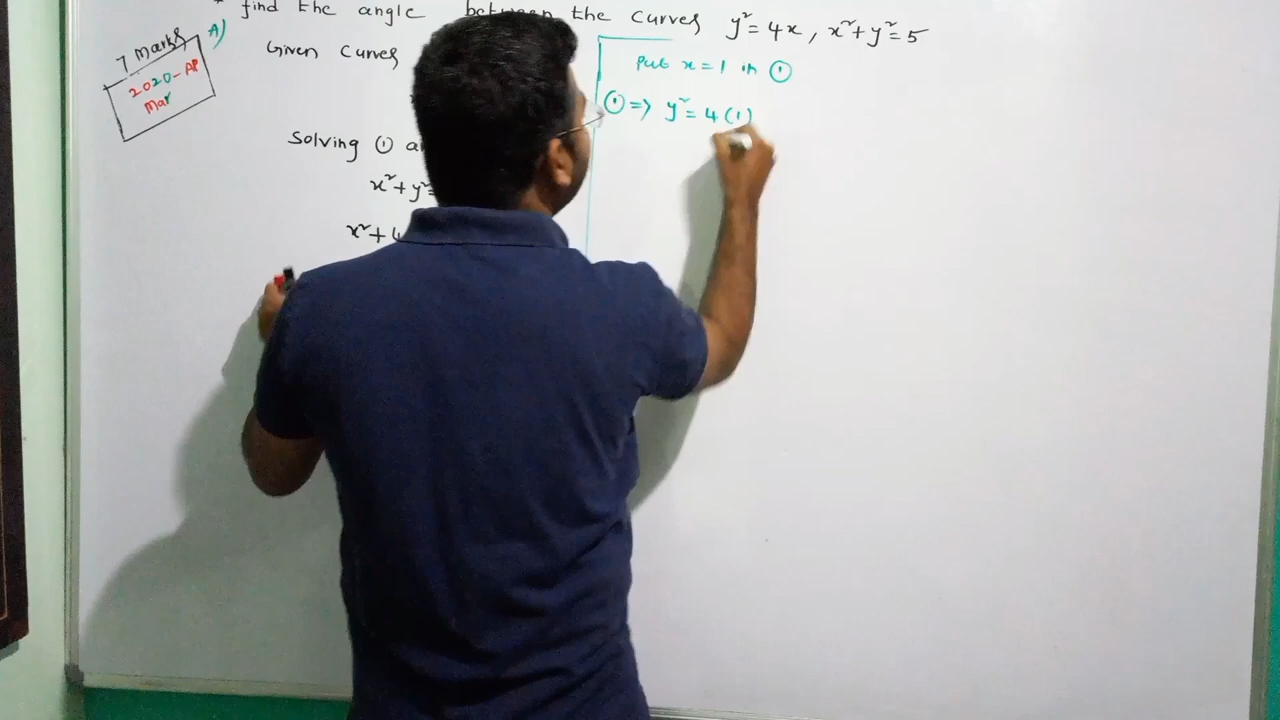 find the angle between the curves y² = 4x, x² + y² = 5
7 Marks
2020-AP
Mar
A)
Given curves
Solving ①
x² + y² =
x² + 4
Put x = 1 in ①
① => y² = 4(1)